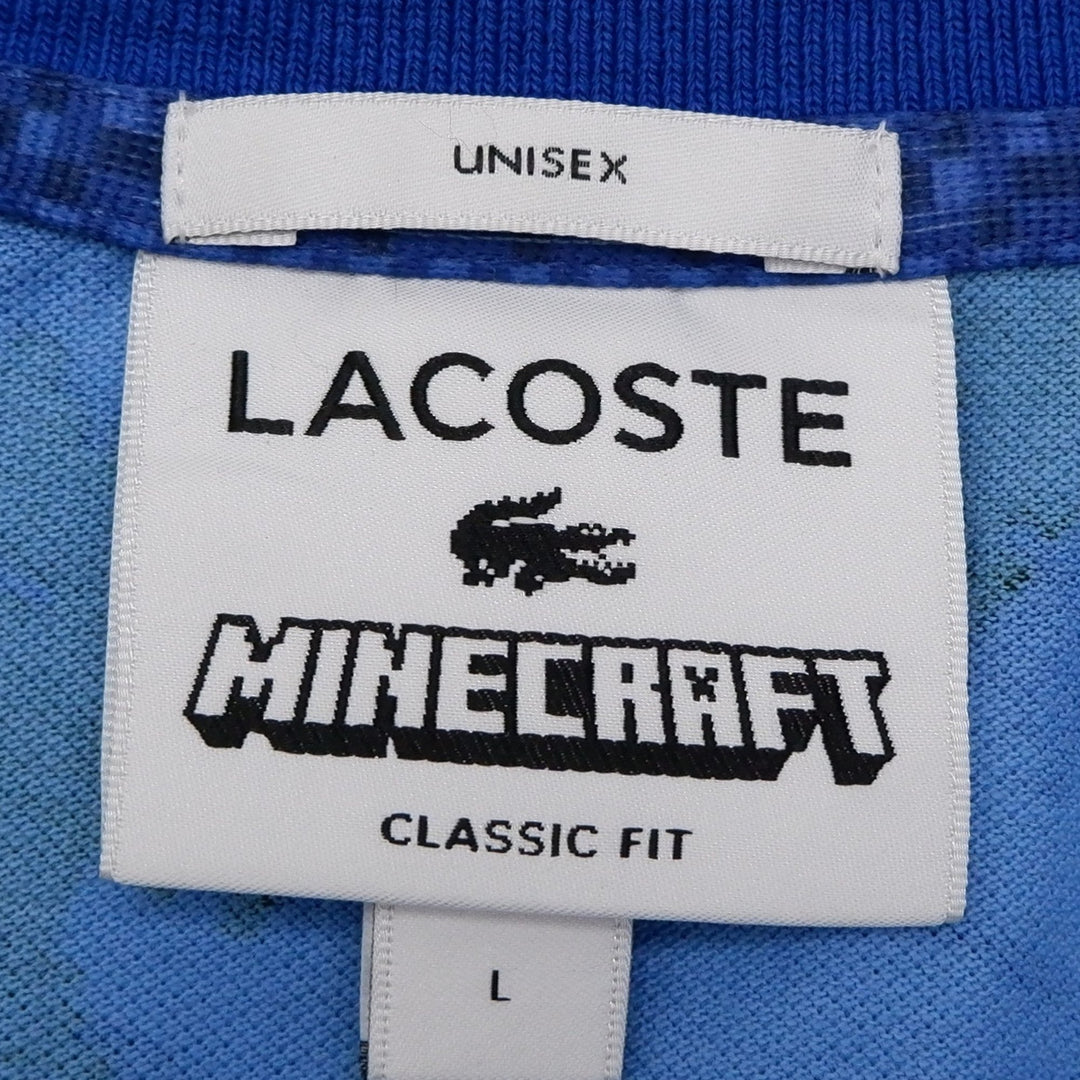 UNISEX
LACOSTE
MINECRAFT
CLASSIC FIT
L